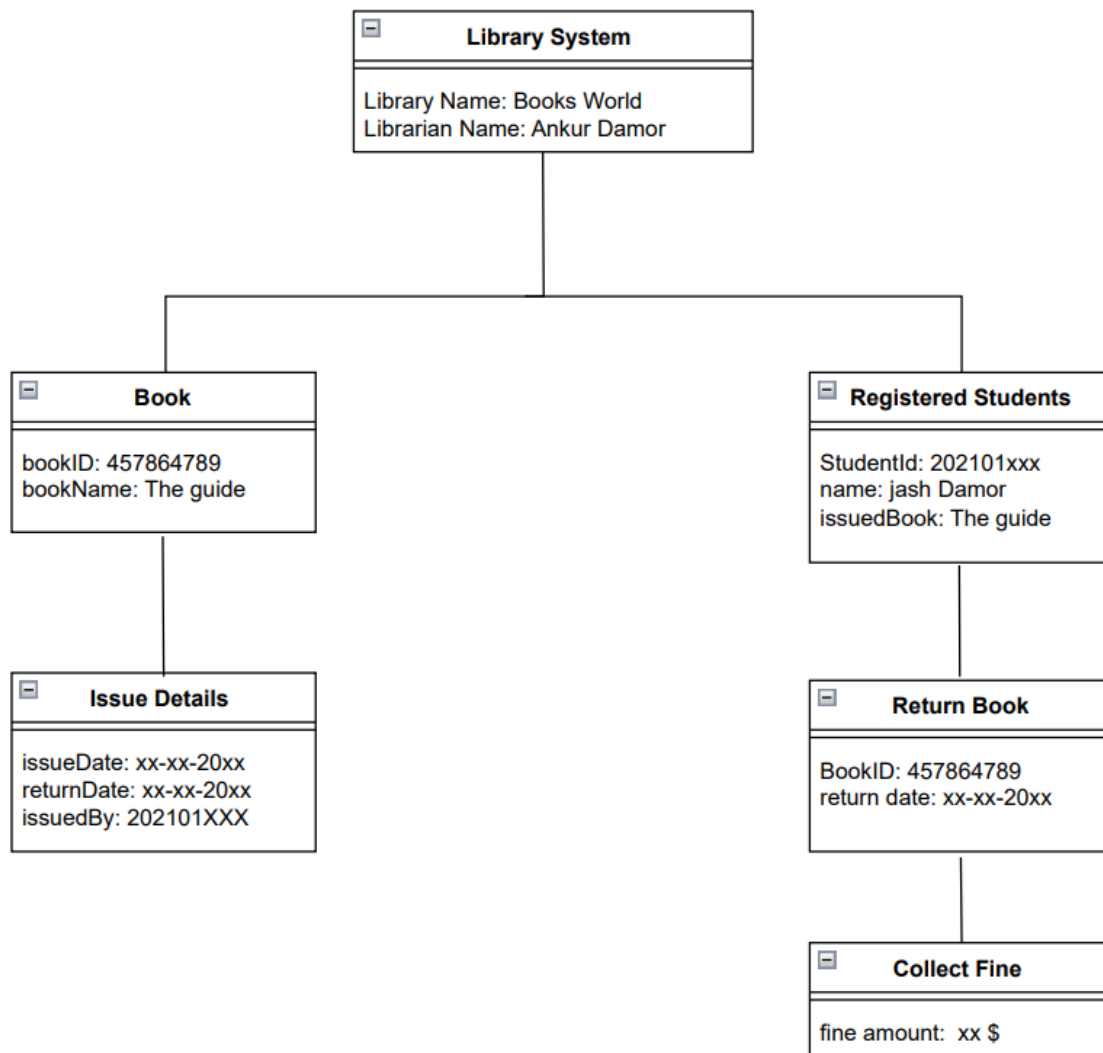 Library System
Library Name: Books World
Librarian Name: Ankur Damor
Book
bookID: 457864789
bookName: The guide
Registered Students
StudentId: 202101xxx
name: jash Damor
issuedBook: The guide
Issue Details
issueDate: xx-xx-20xx
returnDate: xx-xx-20xx
issuedBy: 202101XXX
Return Book
BookID: 457864789
return date: xx-xx-20xx
Collect Fine
fine amount:  xx $